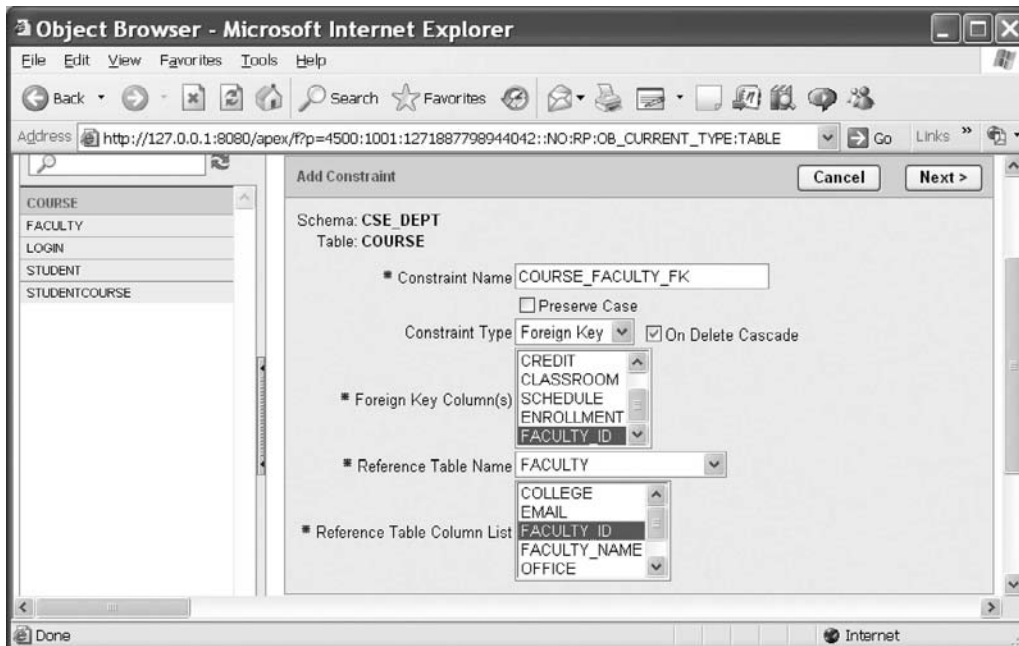 Object Browser - Microsoft Internet Explorer
File Edit View Favorites Tools Help
Back Search Favorites
Address http://127.0.0.1:8080/apex/f?p=4500:1001:1271887798944042::NO:RP:OB_CURRENT_TYPE:TABLE Go Links »
Add Constraint Cancel Next >
COURSE
FACULTY
LOGIN
STUDENT
STUDENTCOURSE
Schema: CSE_DEPT
Table: COURSE
* Constraint Name COURSE_FACULTY_FK
Preserve Case
Constraint Type Foreign Key On Delete Cascade
* Foreign Key Column(s)
CREDIT
CLASSROOM
SCHEDULE
ENROLLMENT
FACULTY_ID
* Reference Table Name FACULTY
* Reference Table Column List
COLLEGE
EMAIL
FACULTY_ID
FACULTY_NAME
OFFICE
Done Internet